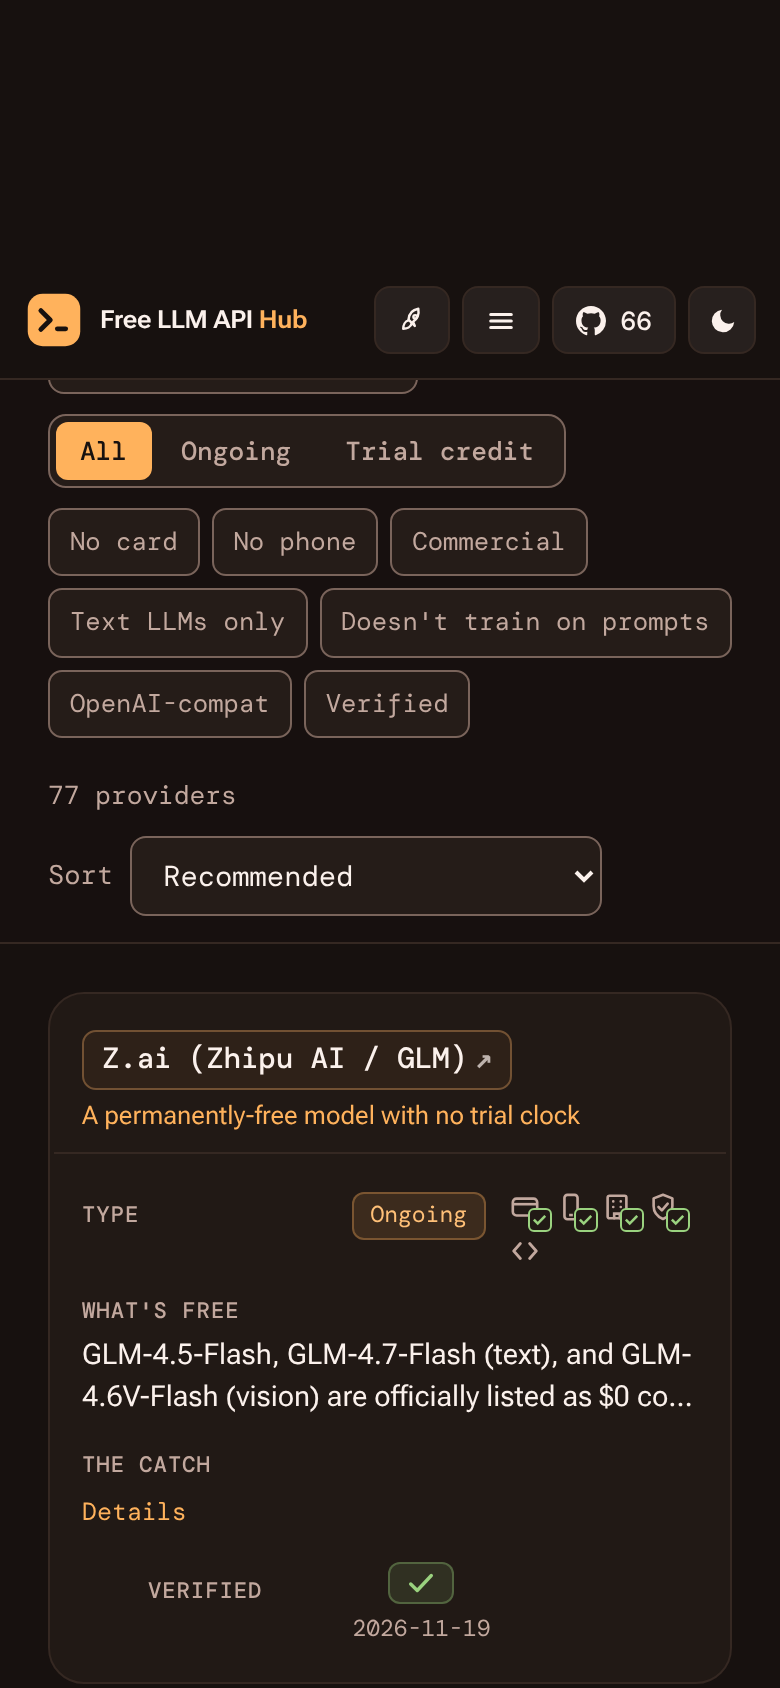 Free LLM API Hub
66
All Ongoing Trial credit
No card No phone Commercial
Text LLMs only Doesn't train on prompts
OpenAI-compat Verified
77 providers
Sort Recommended
Z.ai (Zhipu AI / GLM) ↗
A permanently-free model with no trial clock
TYPE Ongoing
WHAT'S FREE
GLM-4.5-Flash, GLM-4.7-Flash (text), and GLM-
4.6V-Flash (vision) are officially listed as $0 co...
THE CATCH
Details
VERIFIED
2026-11-19